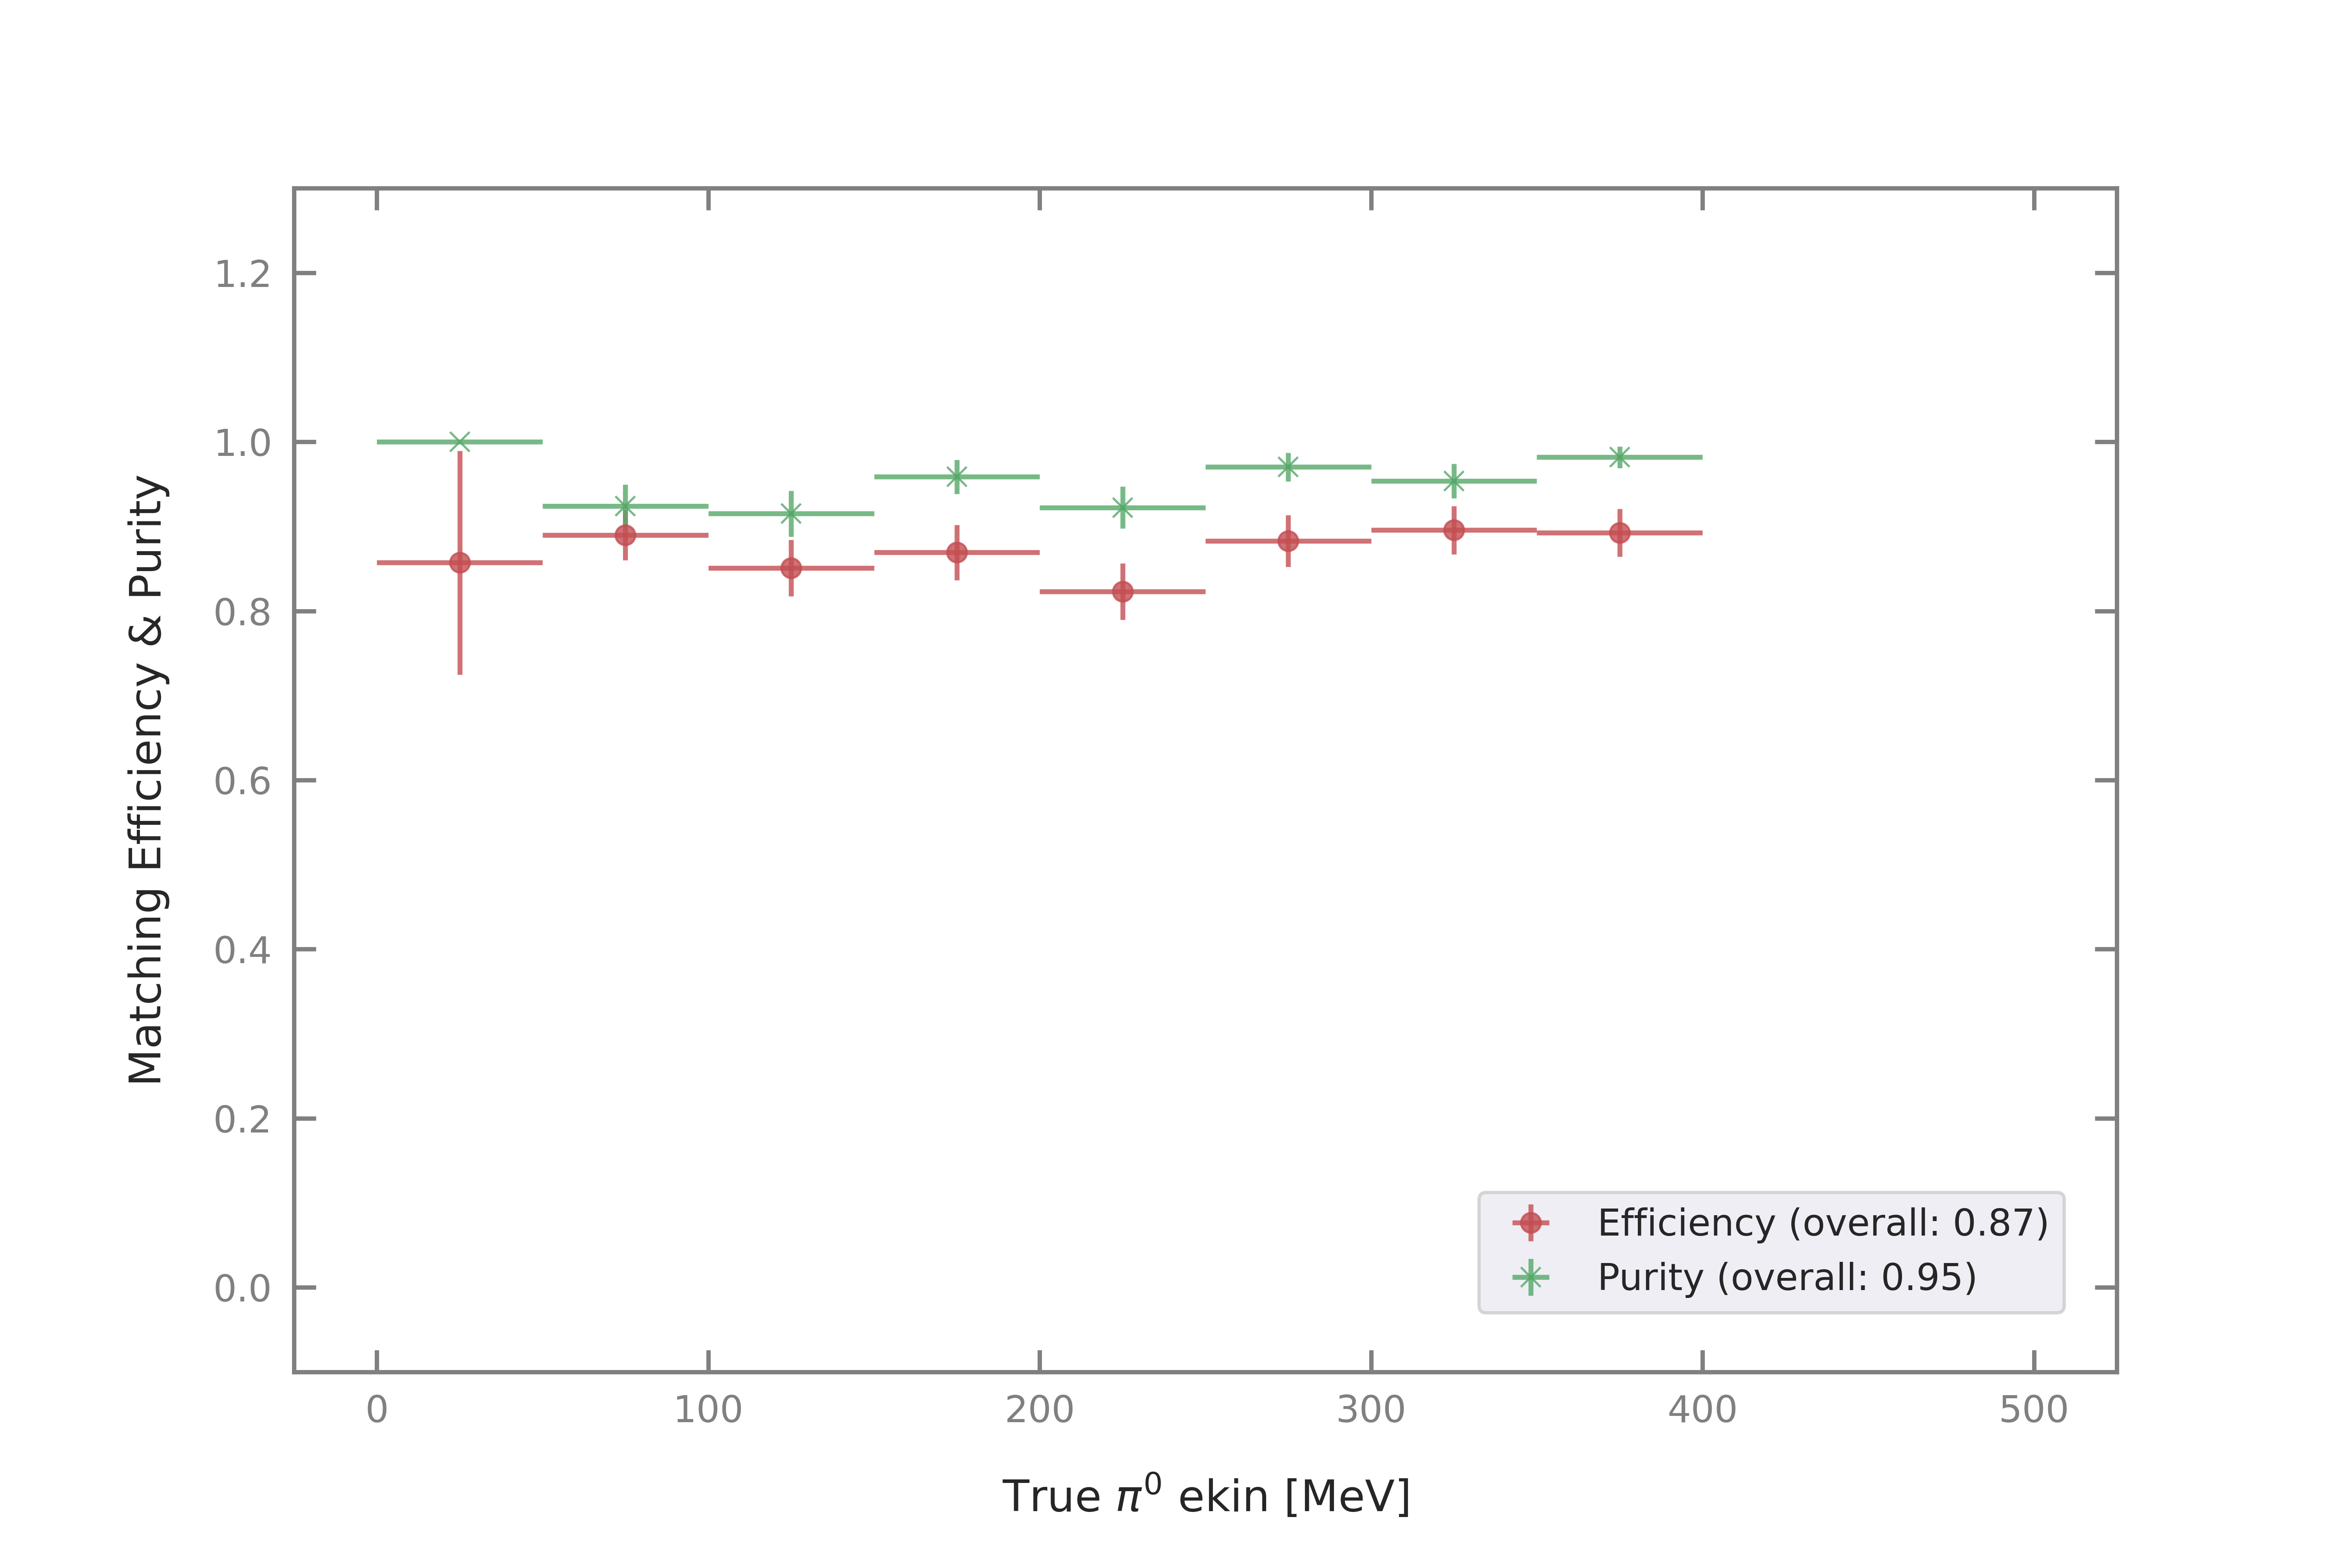 1.2
1.0
0.8
0.6
0.4
0.2
0.0
Matching Efficiency & Purity
Efficiency (overall: 0.87)
Purity (overall: 0.95)
0 100 200 300 400 500
True π⁰ ekin [MeV]